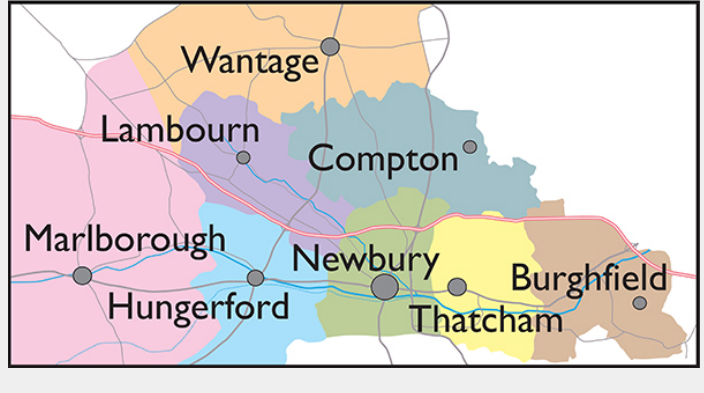 Wantage
Lambourn
Compton
Marlborough
Newbury
Hungerford
Burghfield
Thatcham